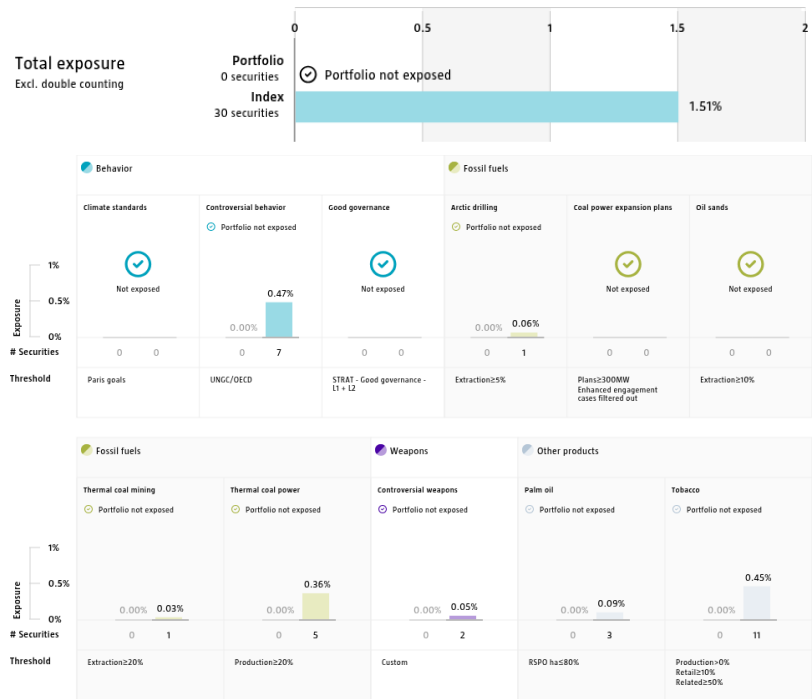 0 0.5 1 1.5 2
Total exposure
Excl. double counting
Portfolio
0 securities
Portfolio not exposed
Index
30 securities
1.51%
Behavior
Fossil fuels
Climate standards
Controversial behavior
Good governance
Arctic drilling
Coal power expansion plans
Oil sands
Portfolio not exposed
Portfolio not exposed
Not exposed
Not exposed
Not exposed
Not exposed
Exposure
1%
0.5%
0%
0.00% 0.47%
0.00% 0.06%
# Securities
0 0
0 7
0 0
0 1
0 0
0 0
Threshold
Paris goals
UNGC/OECD
STRAT - Good governance -
L1 + L2
Extraction≥5%
Plans≥300MW
Enhanced engagement
cases filtered out
Extraction≥10%
Fossil fuels
Weapons
Other products
Thermal coal mining
Thermal coal power
Controversial weapons
Palm oil
Tobacco
Portfolio not exposed
Portfolio not exposed
Portfolio not exposed
Portfolio not exposed
Portfolio not exposed
Exposure
1%
0.5%
0%
0.00% 0.03%
0.00% 0.36%
0.00% 0.05%
0.00% 0.09%
0.00% 0.45%
# Securities
0 1
0 5
0 2
0 3
0 11
Threshold
Extraction≥20%
Production≥20%
Custom
RSPO ha≤80%
Production>0%
Retail≥10%
Related≥50%